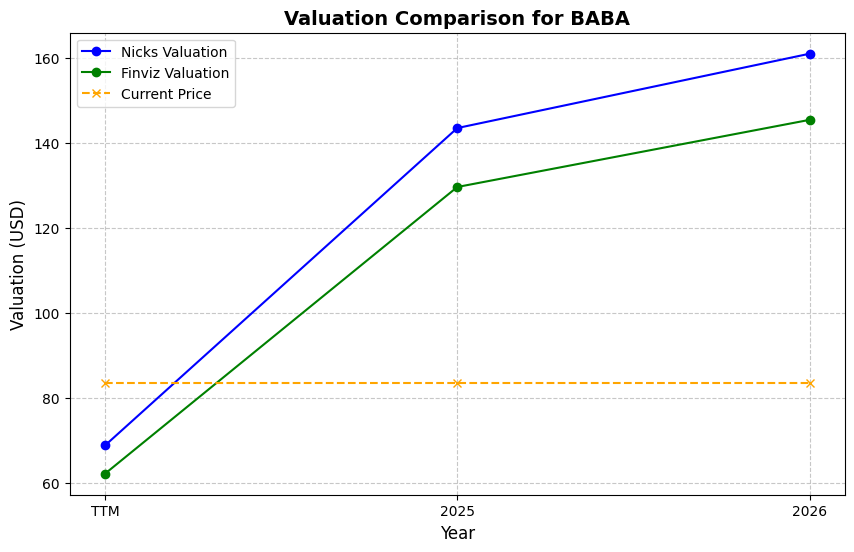 Valuation Comparison for BABA
Nicks Valuation
Finviz Valuation
Current Price
Valuation (USD)
160
140
120
100
80
60
TTM
2025
2026
Year